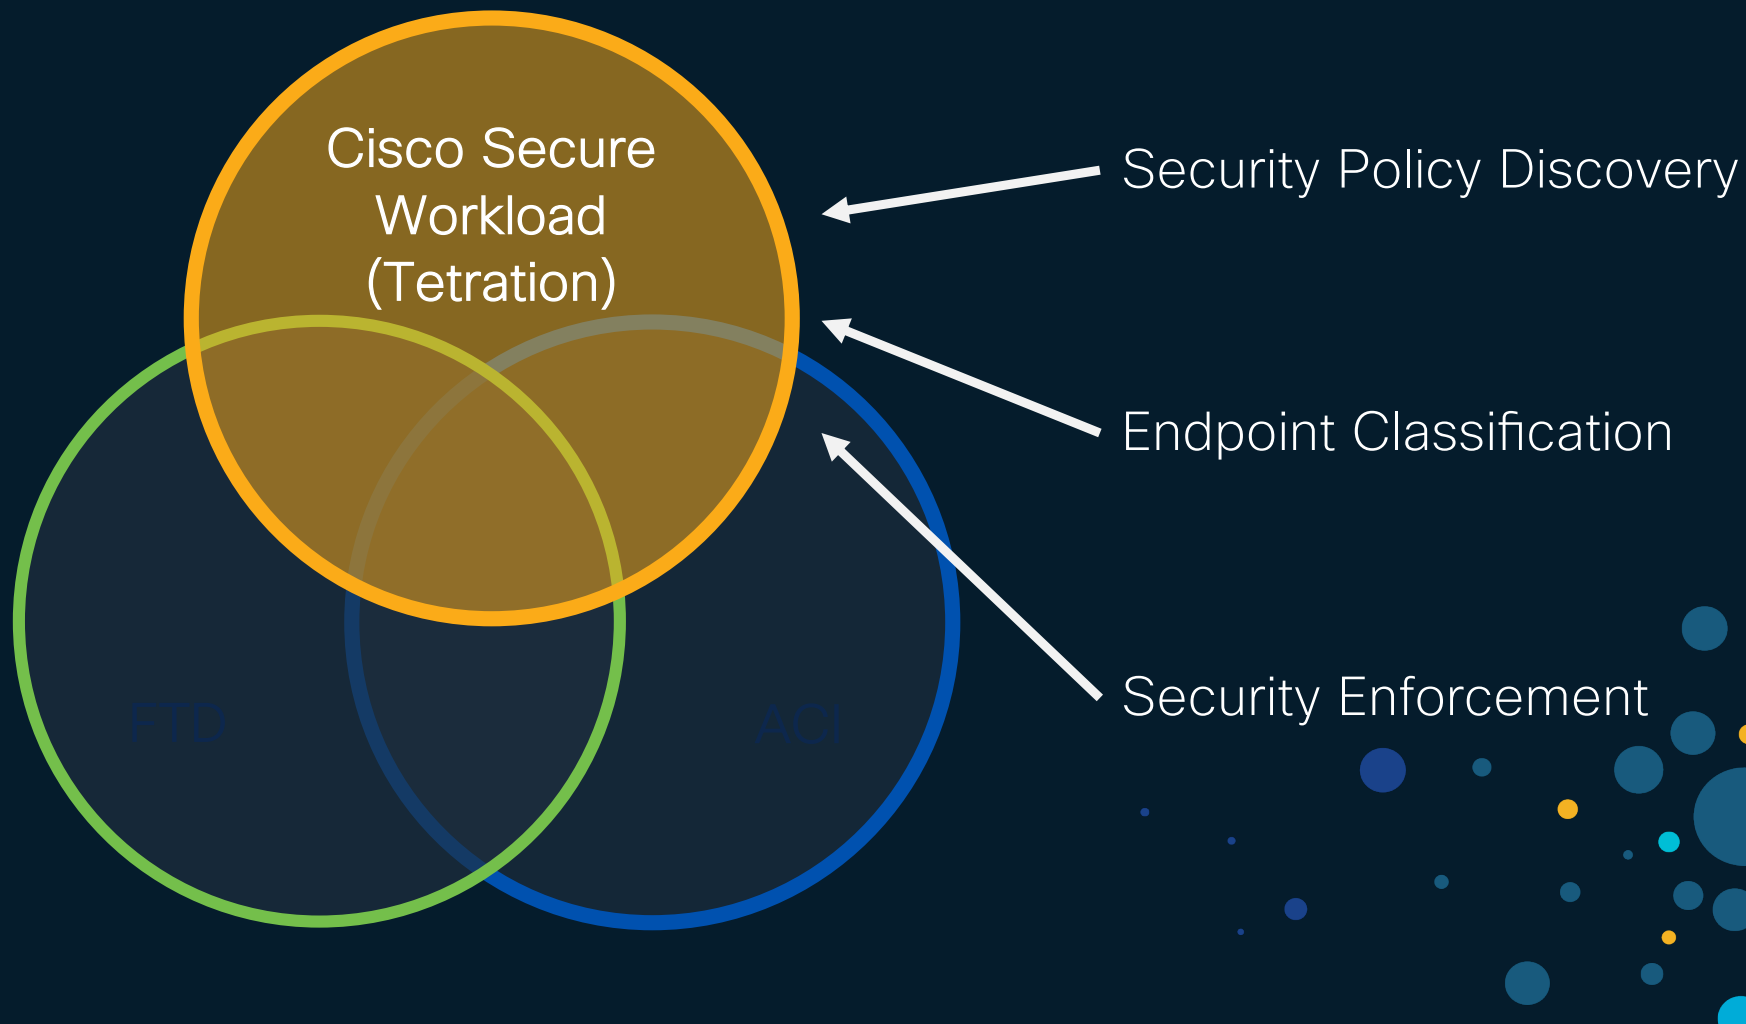 Cisco Secure
Workload
(Tetration)
Security Policy Discovery
Endpoint Classification
Security Enforcement
FTD
ACI